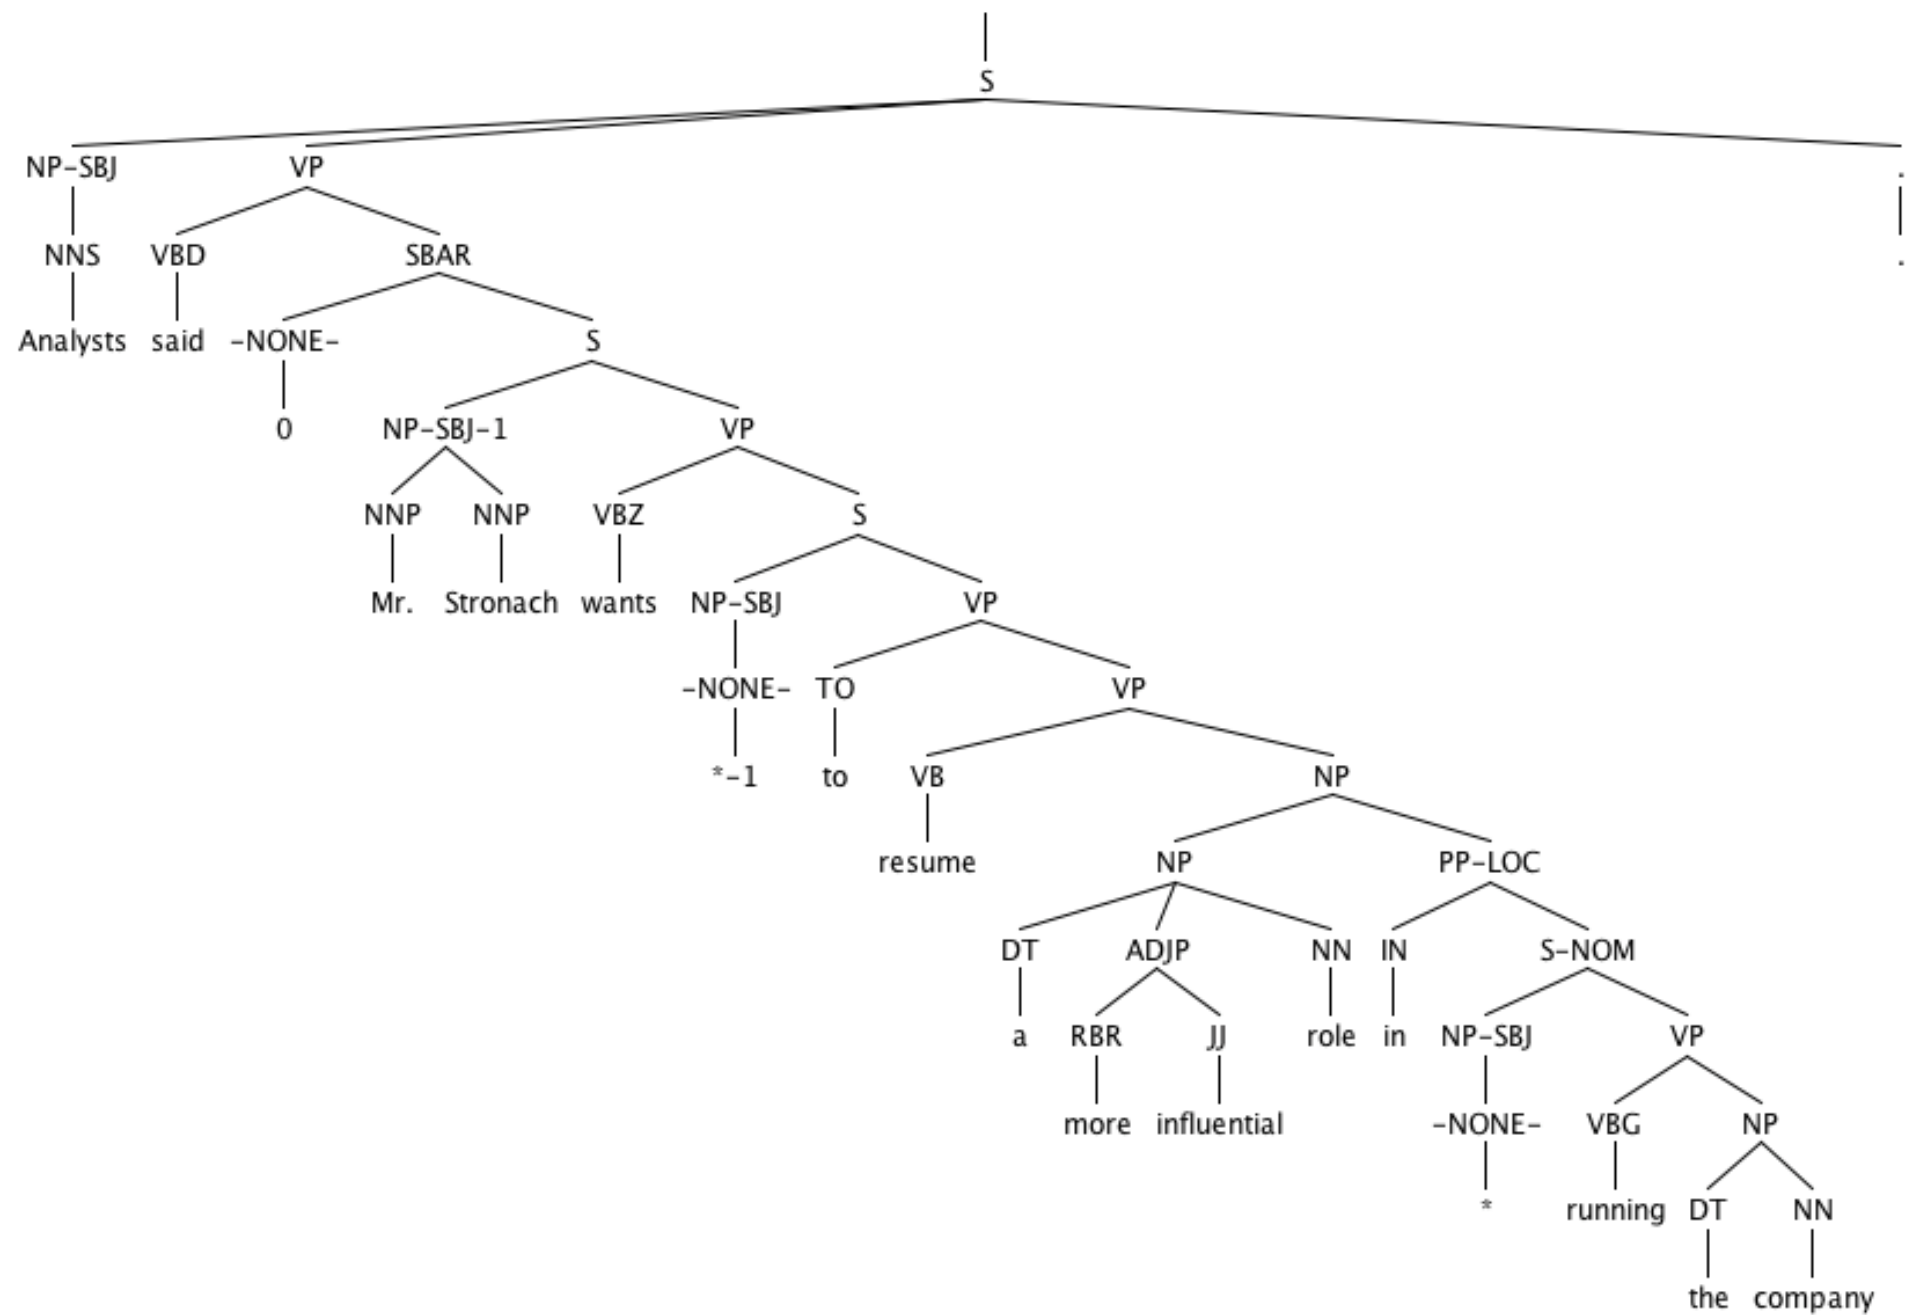 S
NP-SBJ VP .
NNS VBD SBAR .
Analysts said -NONE- S
0 NP-SBJ-1 VP
NNP NNP VBZ S
Mr. Stronach wants NP-SBJ VP
-NONE- TO VP
*-1 to VB NP
resume NP PP-LOC
DT ADJP NN IN S-NOM
a RBR JJ role in NP-SBJ VP
more influential -NONE- VBG NP
* running DT NN
the company